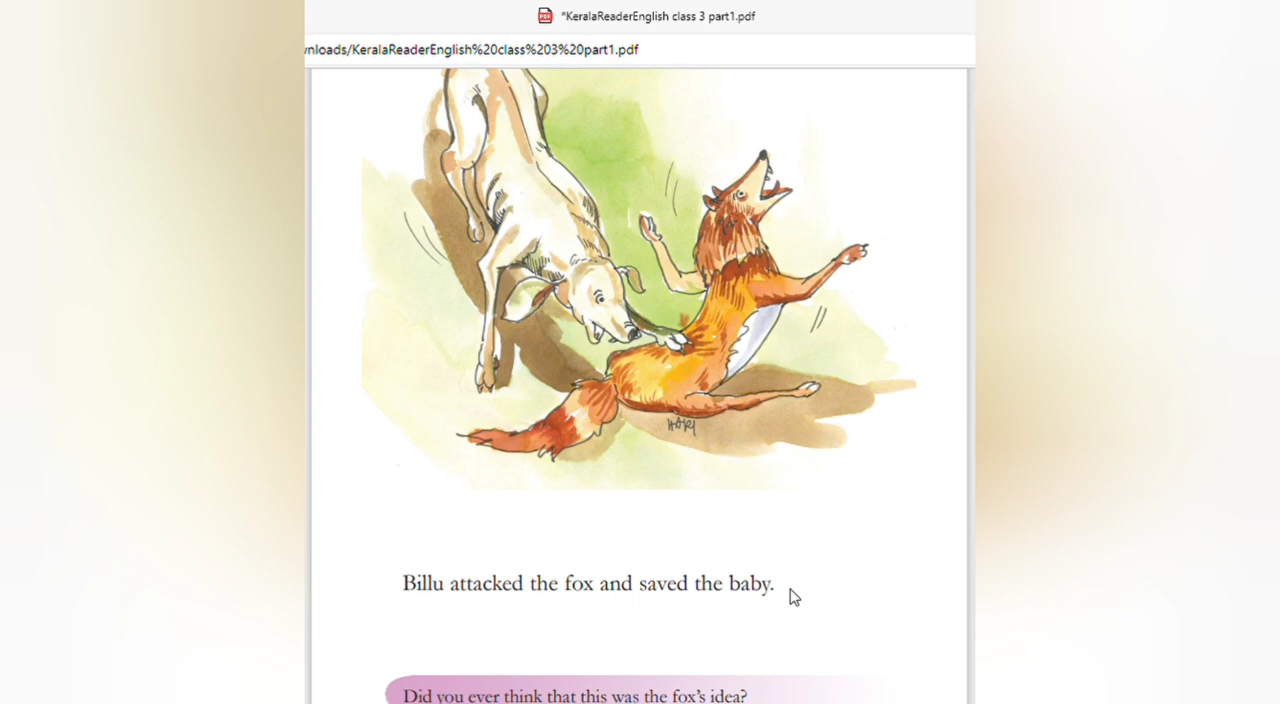 *KeralaReaderEnglish class 3 part1.pdf
nloads/KeralaReaderEnglish%20class%203%20part1.pdf
HARI
Billu attacked the fox and saved the baby.
Did you ever think that this was the fox's idea?